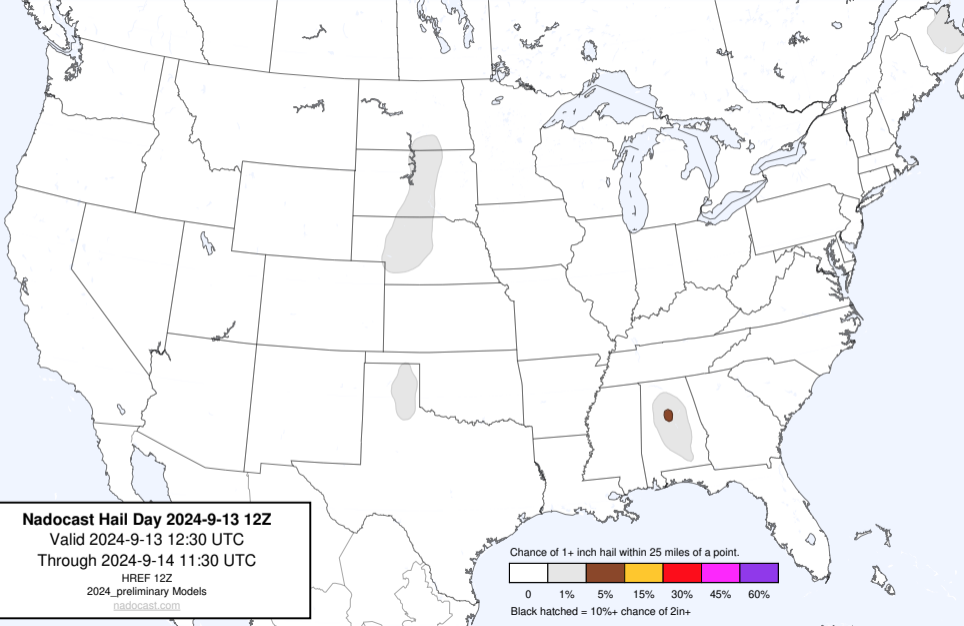 Nadocast Hail Day 2024-9-13 12Z
Valid 2024-9-13 12:30 UTC
Through 2024-9-14 11:30 UTC
HREF 12Z
2024_preliminary Models
nadocast.com
Chance of 1+ inch hail within 25 miles of a point.
0 1% 5% 15% 30% 45% 60%
Black hatched = 10%+ chance of 2in+